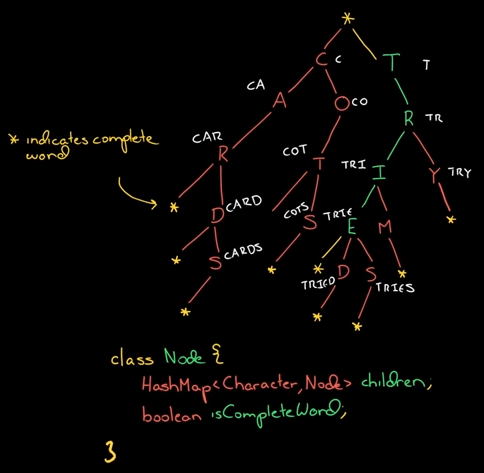 *
C C T T
CA A O CO R TR
* indicates complete
word
CAR R COT T TRI I Y TRY
* D CARD COTS S TRIE E M *
* S CARDS * * D S *
TRIED TRIES
* * *
class Node {
HashMap<Character, Node> children;
boolean isCompleteWord;
}